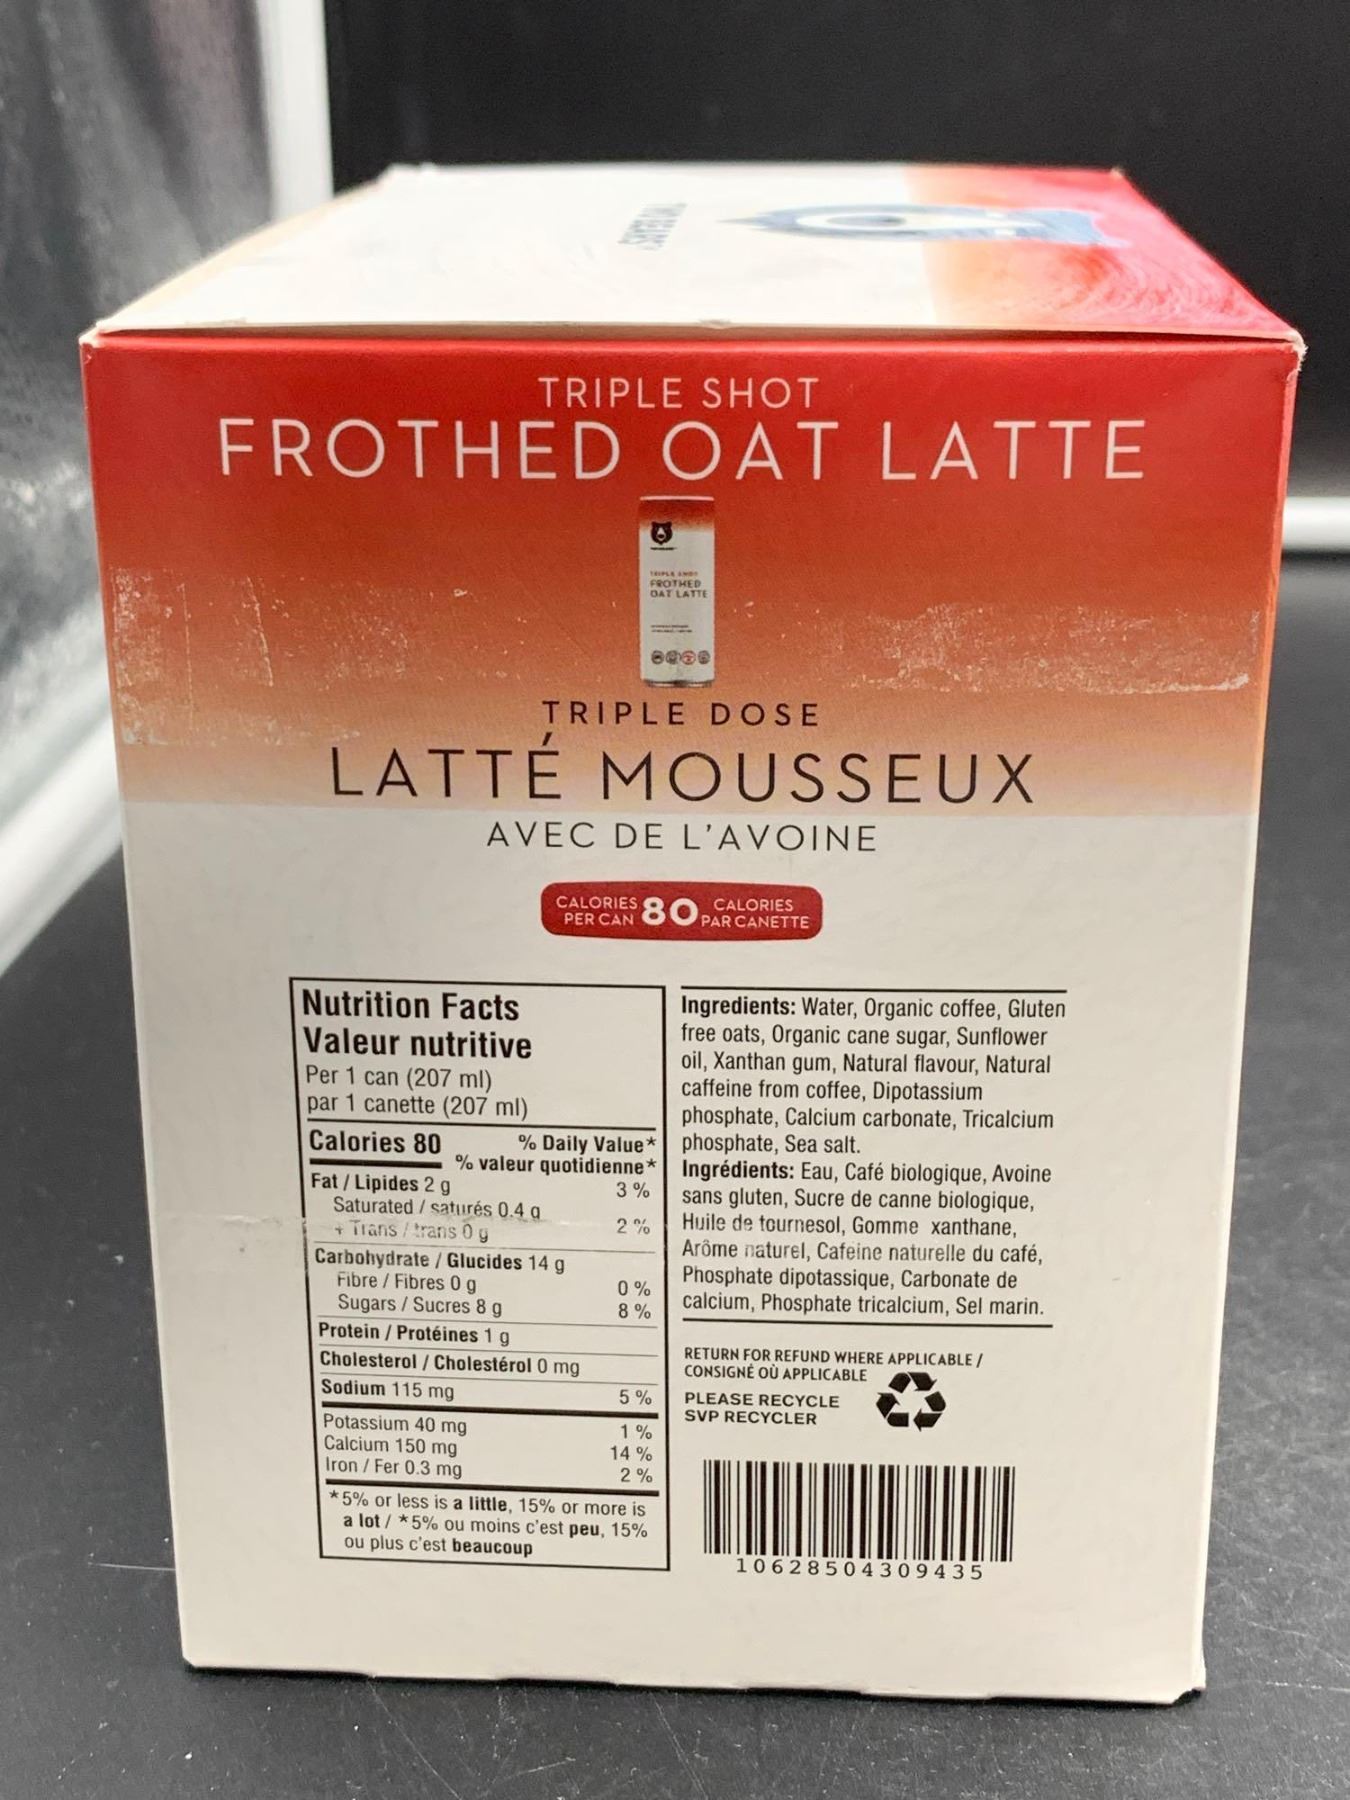 TWO BEARS
TRIPLE SHOT
FROTHED OAT LATTE
TRIPLE SHOT
FROTHED
OAT LATTE
TRIPLE DOSE
LATTÉ MOUSSEUX
AVEC DE L'AVOINE
CALORIES PER CAN 80 CALORIES PAR CANETTE
Nutrition Facts
Valeur nutritive
Per 1 can (207 ml)
par 1 canette (207 ml)
Calories 80 % Daily Value*
% valeur quotidienne*
Fat / Lipides 2 g 3 %
Saturated / saturés 0.4 g
+ Trans / trans 0 g 2 %
Carbohydrate / Glucides 14 g
Fibre / Fibres 0 g 0 %
Sugars / Sucres 8 g 8 %
Protein / Protéines 1 g
Cholesterol / Cholestérol 0 mg
Sodium 115 mg 5 %
Potassium 40 mg 1 %
Calcium 150 mg 14 %
Iron / Fer 0.3 mg 2 %
*5% or less is a little, 15% or more is
a lot / *5% ou moins c'est peu, 15%
ou plus c'est beaucoup
Ingredients: Water, Organic coffee, Gluten
free oats, Organic cane sugar, Sunflower
oil, Xanthan gum, Natural flavour, Natural
caffeine from coffee, Dipotassium
phosphate, Calcium carbonate, Tricalcium
phosphate, Sea salt.
Ingrédients: Eau, Café biologique, Avoine
sans gluten, Sucre de canne biologique,
Huile de tournesol, Gomme xanthane,
Arôme naturel, Cafeine naturelle du café,
Phosphate dipotassique, Carbonate de
calcium, Phosphate tricalcium, Sel marin.
RETURN FOR REFUND WHERE APPLICABLE /
CONSIGNÉ OÙ APPLICABLE
PLEASE RECYCLE
SVP RECYCLER
10628504309435